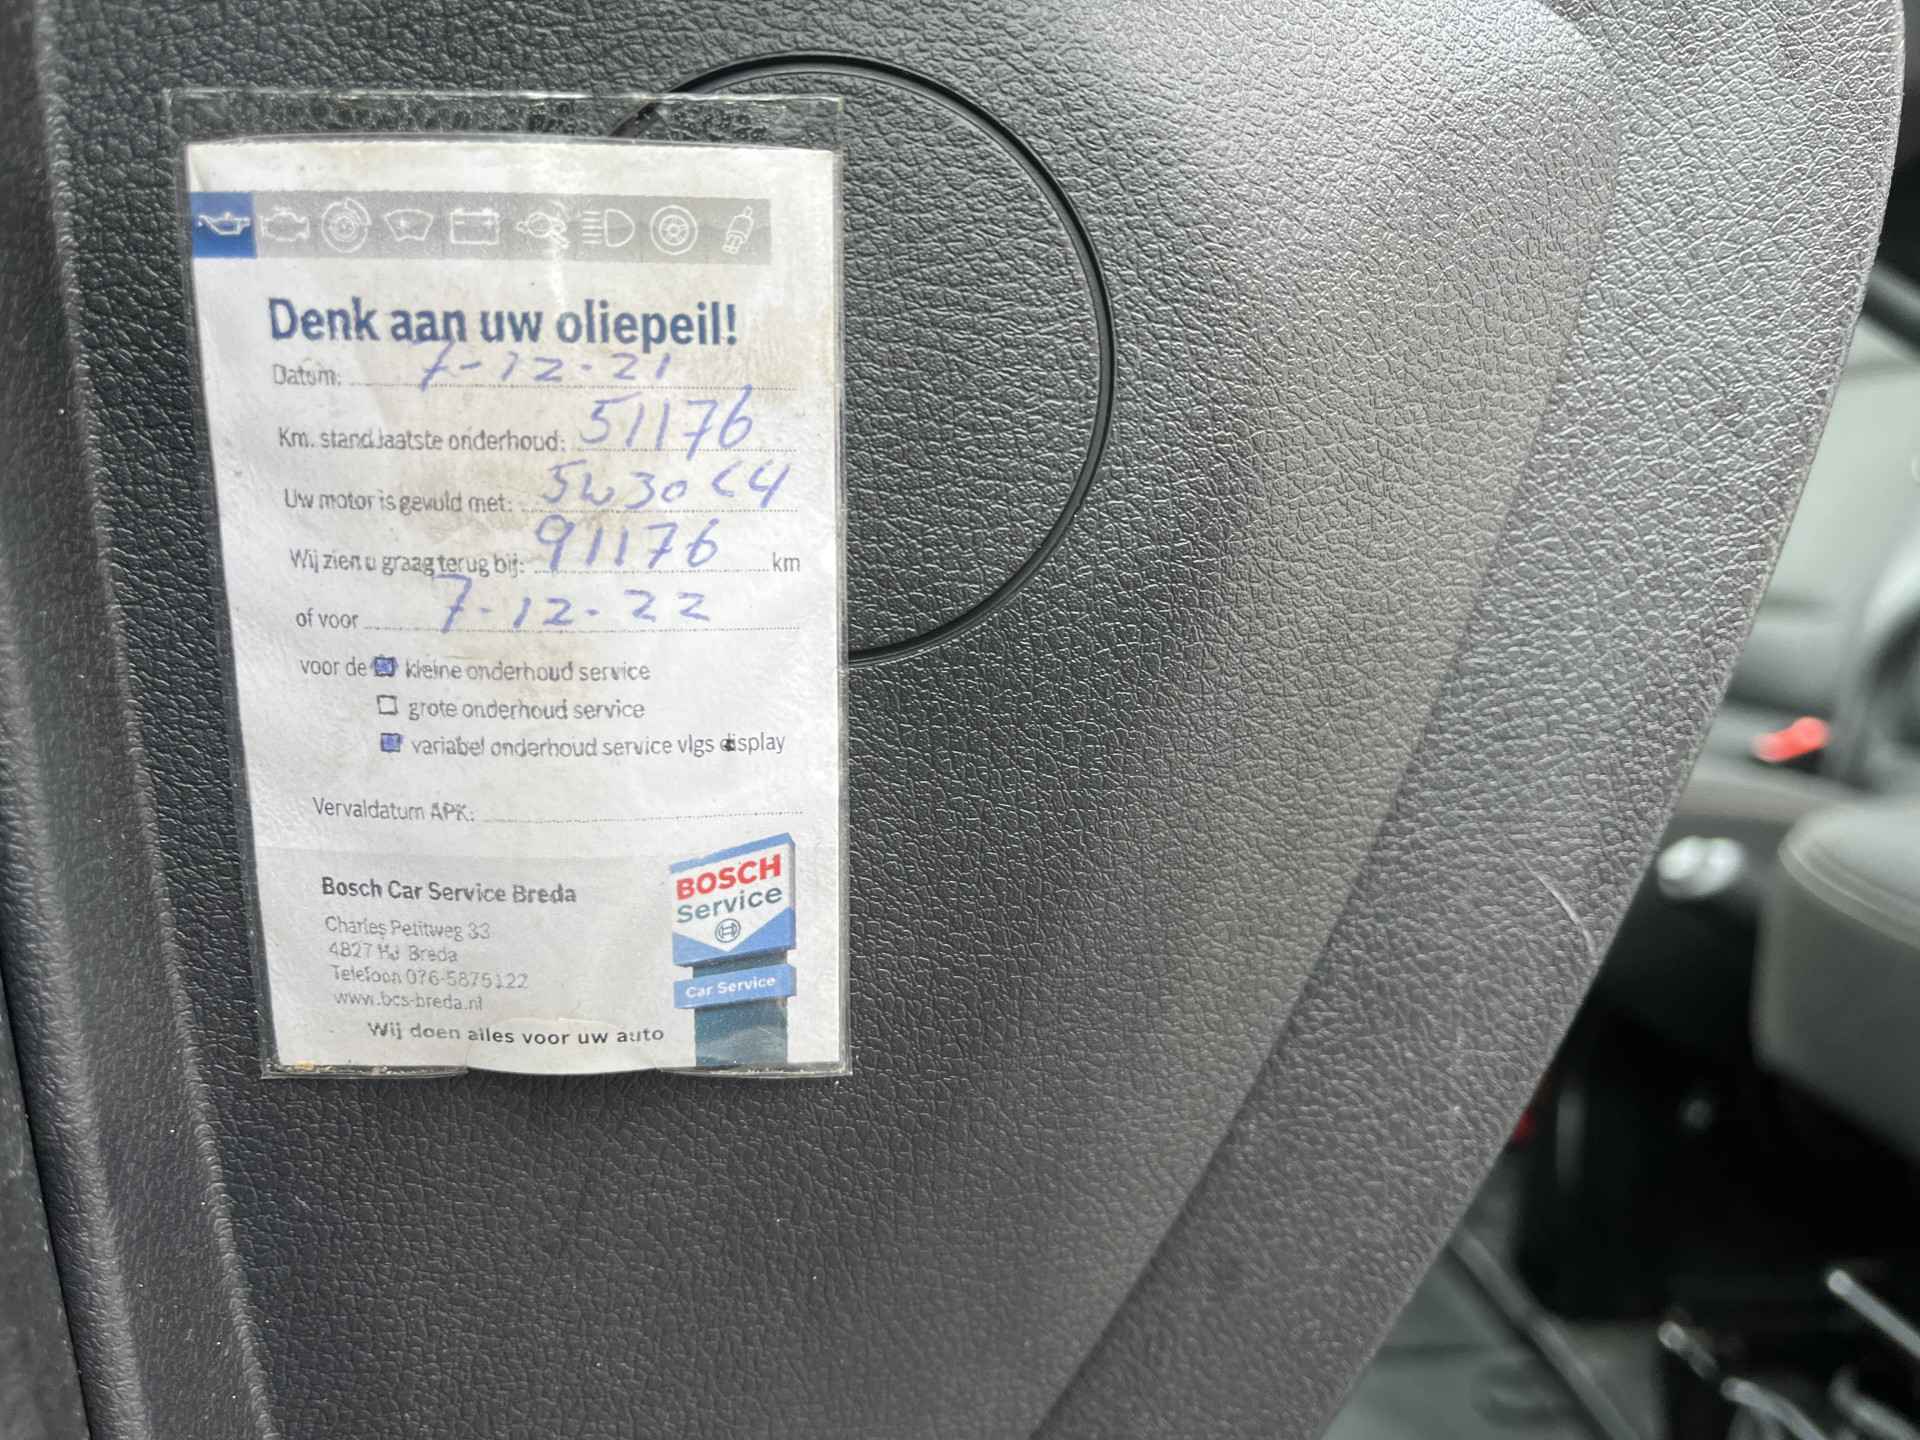 Denk aan uw oliepeil!
Datum: 7-12-21
Km. stand laatste onderhoud: 51176
Uw motor is gevuld met: 5w30 C4
Wij zien u graag terug bij: 91176 km
of voor 7-12-22
voor de kleine onderhoud service
grote onderhoud service
variabel onderhoud service vlgs display
Vervaldatum APK:
Bosch Car Service Breda
Charles Petitweg 33
4827 HJ Breda
Telefoon 076-5875122
www.bcs-breda.nl
Wij doen alles voor uw auto
BOSCH
Service
Car Service